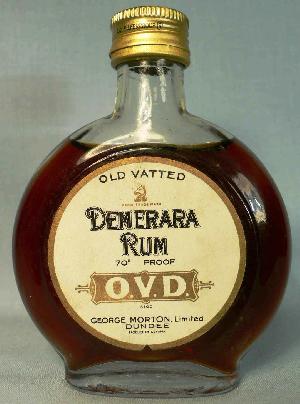 OLD VATTED
DEMERARA
RUM
70° PROOF
O.V.D.
GEORGE MORTON, Limited
DUNDEE